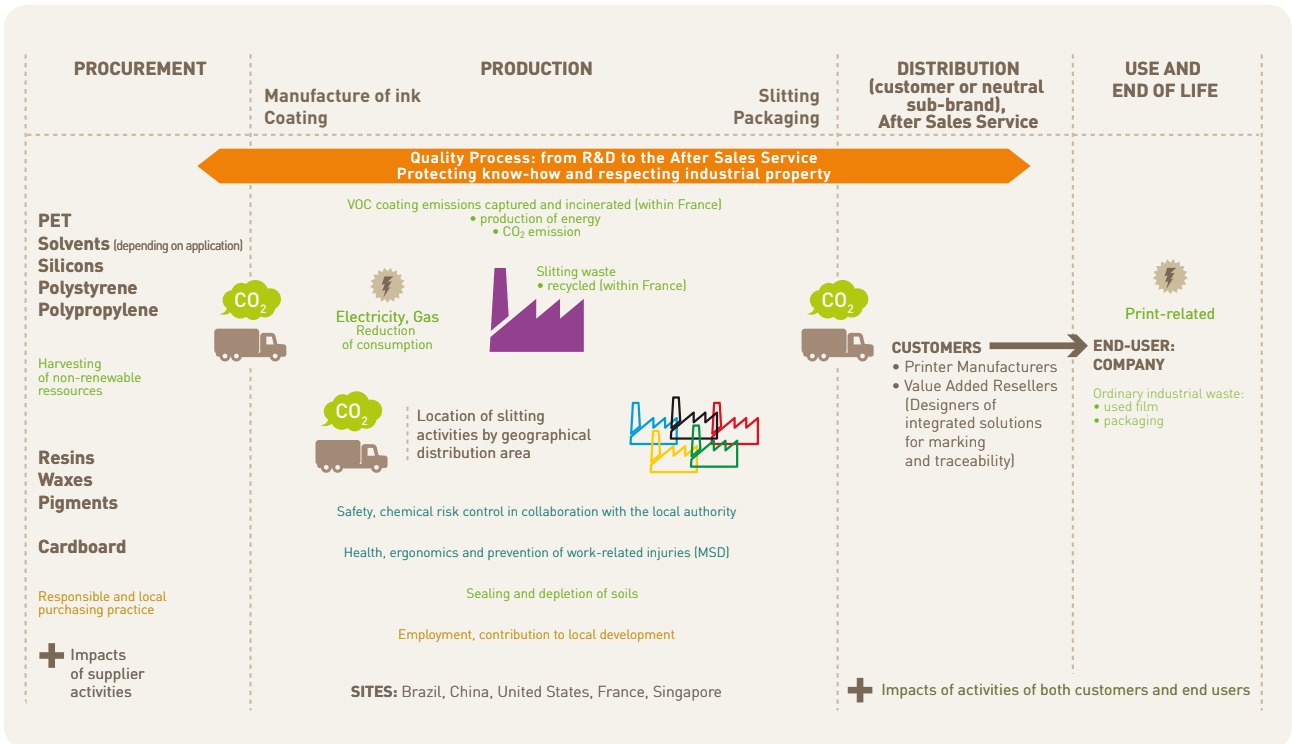 PROCUREMENT
PRODUCTION
Manufacture of ink
Coating
Slitting
Packaging
DISTRIBUTION
(customer or neutral
sub-brand),
After Sales Service
USE AND
END OF LIFE
Quality Process: from R&D to the After Sales Service
Protecting know-how and respecting industrial property
PET
Solvents (depending on application)
Silicons
Polystyrene
Polypropylene
Harvesting
of non-renewable
ressources
Resins
Waxes
Pigments
Cardboard
Responsible and local
purchasing practice
Impacts
of supplier
activities
CO2
VOC coating emissions captured and incinerated (within France)
• production of energy
• CO2 emission
Electricity, Gas
Reduction
of consumption
Slitting waste
• recycled (within France)
CO2
Location of slitting
activities by geographical
distribution area
Safety, chemical risk control in collaboration with the local authority
Health, ergonomics and prevention of work-related injuries (MSD)
Sealing and depletion of soils
Employment, contribution to local development
SITES: Brazil, China, United States, France, Singapore
CO2
CUSTOMERS
• Printer Manufacturers
• Value Added Resellers
(Designers of
integrated solutions
for marking
and traceability)
Print-related
END-USER:
COMPANY
Ordinary industrial waste:
• used film
• packaging
Impacts of activities of both customers and end users